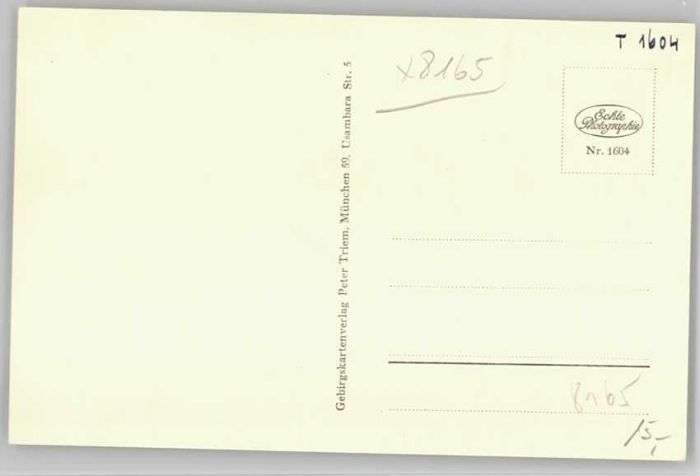 T 1604
x8165
Echte
Photographie
Nr. 1604
Gebirgskartenverlag Peter Triem, München 59, Usambara Str. 5
8165
15,-